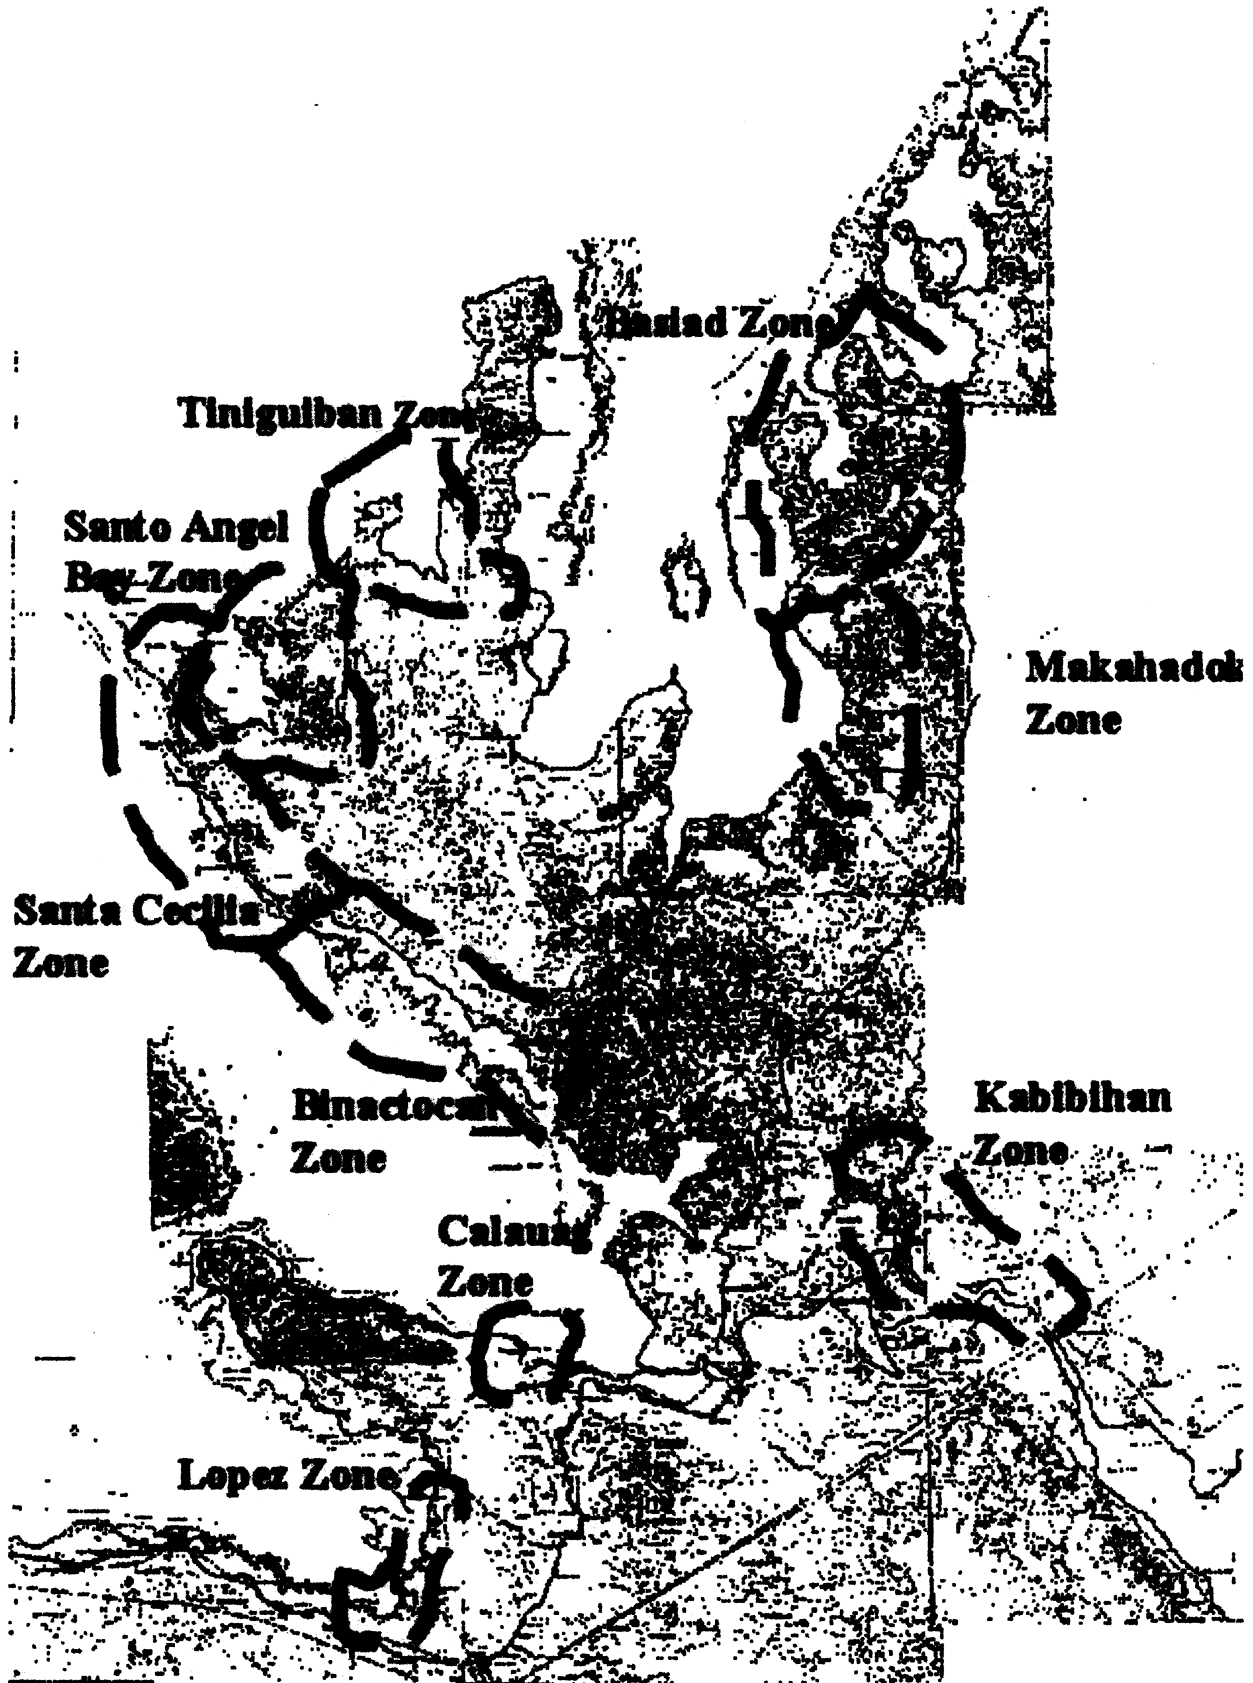 Basiad Zone
Tiniguiban Zone
Santo Angel
Bay Zone
Makahadok
Zone
Santa Cecilia
Zone
Binactocan
Zone
Kabibihan
Zone
Calauag
Zone
Lopez Zone